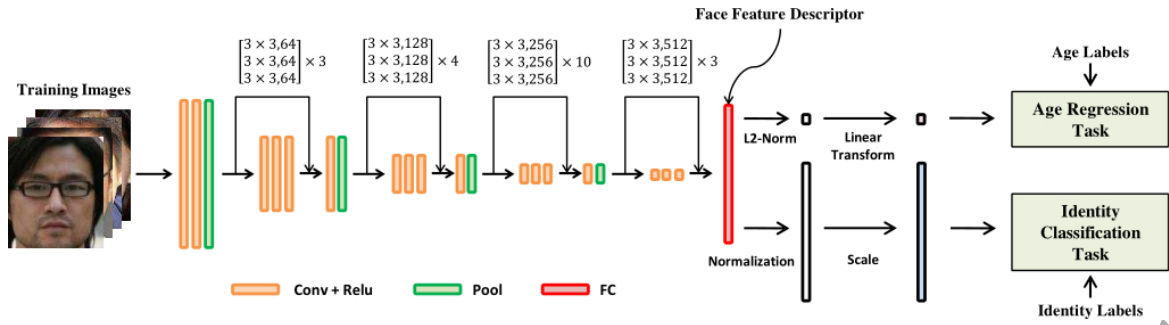 Face Feature Descriptor
[3 × 3,64
3 × 3,64
3 × 3,64] × 3
[3 × 3,128
3 × 3,128
3 × 3,128] × 4
[3 × 3,256
3 × 3,256
3 × 3,256] × 10
[3 × 3,512
3 × 3,512
3 × 3,512] × 3
Training Images
Age Labels
L2-Norm
Linear
Transform
Age Regression
Task
Normalization
Scale
Identity
Classification
Task
Identity Labels
Conv + Relu
Pool
FC